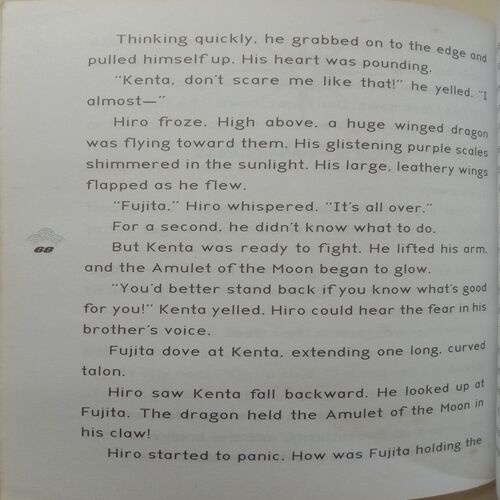 Thinking quickly, he grabbed on to the edge and
pulled himself up. His heart was pounding.
"Kenta, don't scare me like that!" he yelled. "I
almost—"
Hiro froze. High above, a huge winged dragon
was flying toward them. His glistening purple scales
shimmered in the sunlight. His large, leathery wings
flapped as he flew.
"Fujita," Hiro whispered. "It's all over."
For a second, he didn't know what to do.
But Kenta was ready to fight. He lifted his arm,
and the Amulet of the Moon began to glow.
"You'd better stand back if you know what's good
for you!" Kenta yelled. Hiro could hear the fear in his
brother's voice.
Fujita dove at Kenta, extending one long, curved
talon.
Hiro saw Kenta fall backward. He looked up at
Fujita. The dragon held the Amulet of the Moon in
his claw!
Hiro started to panic. How was Fujita holding the
68